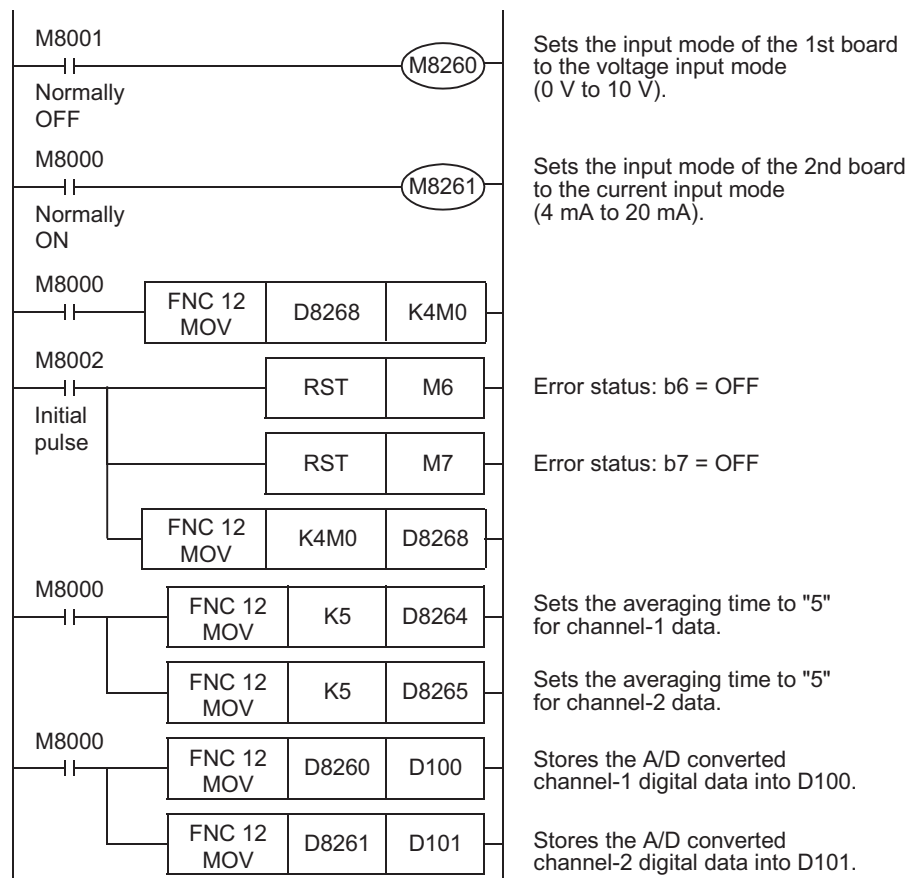 M8001
M8260
Normally
OFF
Sets the input mode of the 1st board
to the voltage input mode
(0 V to 10 V).
M8000
M8261
Normally
ON
Sets the input mode of the 2nd board
to the current input mode
(4 mA to 20 mA).
M8000
FNC 12
MOV
D8268
K4M0
M8002
Initial
pulse
RST
M6
Error status: b6 = OFF
RST
M7
Error status: b7 = OFF
FNC 12
MOV
K4M0
D8268
M8000
FNC 12
MOV
K5
D8264
Sets the averaging time to "5"
for channel-1 data.
FNC 12
MOV
K5
D8265
Sets the averaging time to "5"
for channel-2 data.
M8000
FNC 12
MOV
D8260
D100
Stores the A/D converted
channel-1 digital data into D100.
FNC 12
MOV
D8261
D101
Stores the A/D converted
channel-2 digital data into D101.